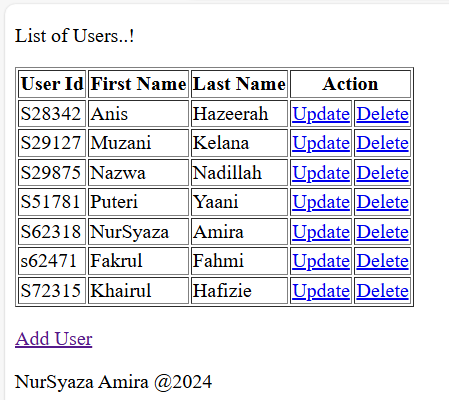 List of Users..!
User Id First Name Last Name Action
S28342 Anis Hazeerah Update Delete
S29127 Muzani Kelana Update Delete
S29875 Nazwa Nadillah Update Delete
S51781 Puteri Yaani Update Delete
S62318 NurSyaza Amira Update Delete
s62471 Fakrul Fahmi Update Delete
S72315 Khairul Hafizie Update Delete
Add User
NurSyaza Amira @2024